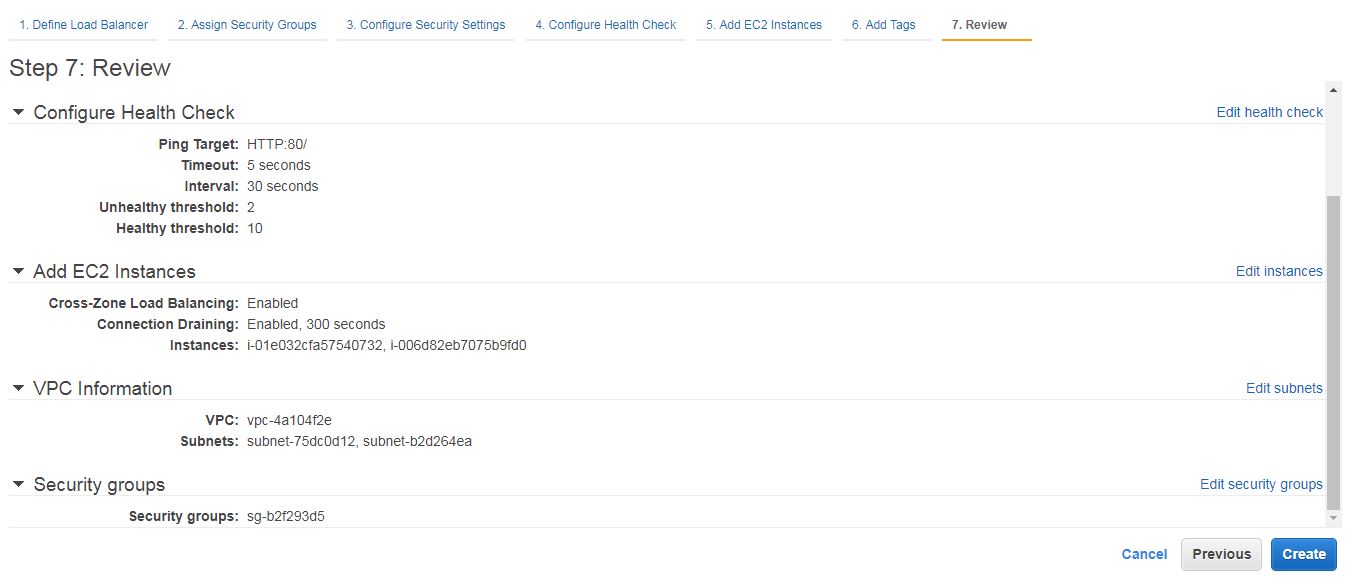 1. Define Load Balancer 2. Assign Security Groups 3. Configure Security Settings 4. Configure Health Check 5. Add EC2 Instances 6. Add Tags 7. Review
Step 7: Review
Configure Health Check Edit health check
Ping Target: HTTP:80/
Timeout: 5 seconds
Interval: 30 seconds
Unhealthy threshold: 2
Healthy threshold: 10
Add EC2 Instances Edit instances
Cross-Zone Load Balancing: Enabled
Connection Draining: Enabled, 300 seconds
Instances: i-01e032cfa57540732, i-006d82eb7075b9fd0
VPC Information Edit subnets
VPC: vpc-4a104f2e
Subnets: subnet-75dc0d12, subnet-b2d264ea
Security groups Edit security groups
Security groups: sg-b2f293d5
Cancel Previous Create